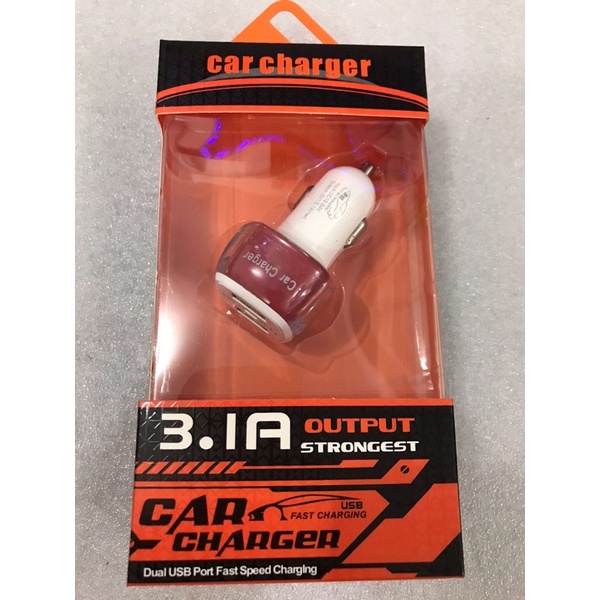 car charger
Car Charger
3.1A OUTPUT
STRONGEST
USB
FAST CHARGING
CAR
CHARGER
Dual USB Port Fast Speed Charging